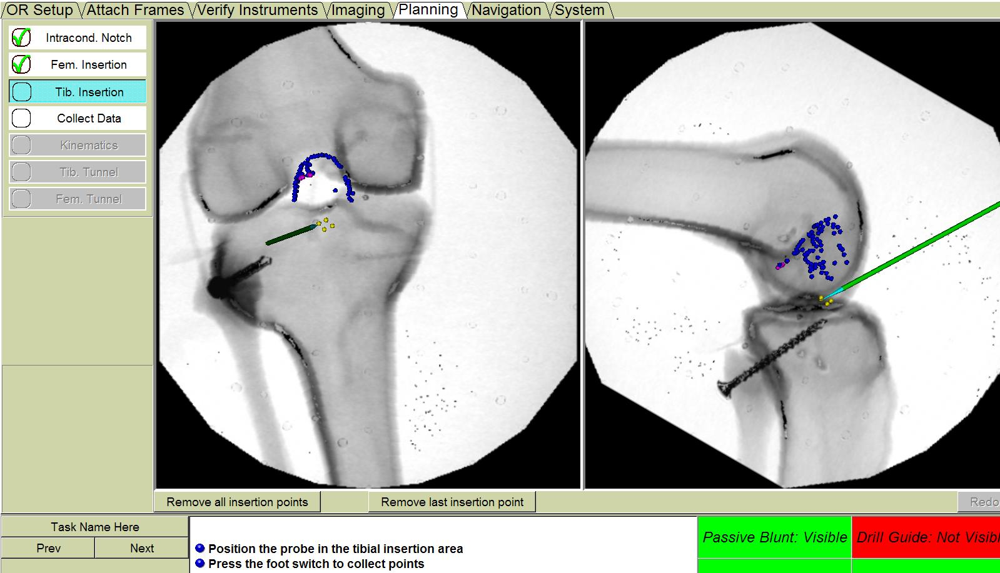 OR Setup Attach Frames Verify Instruments Imaging Planning Navigation System
Intracond. Notch
Fem. Insertion
Tib. Insertion
Collect Data
Kinematics
Tib. Tunnel
Fem. Tunnel
Remove all insertion points Remove last insertion point Redo
Task Name Here
Prev Next
Position the probe in the tibial insertion area
Press the foot switch to collect points
Passive Blunt: Visible Drill Guide: Not Visibl